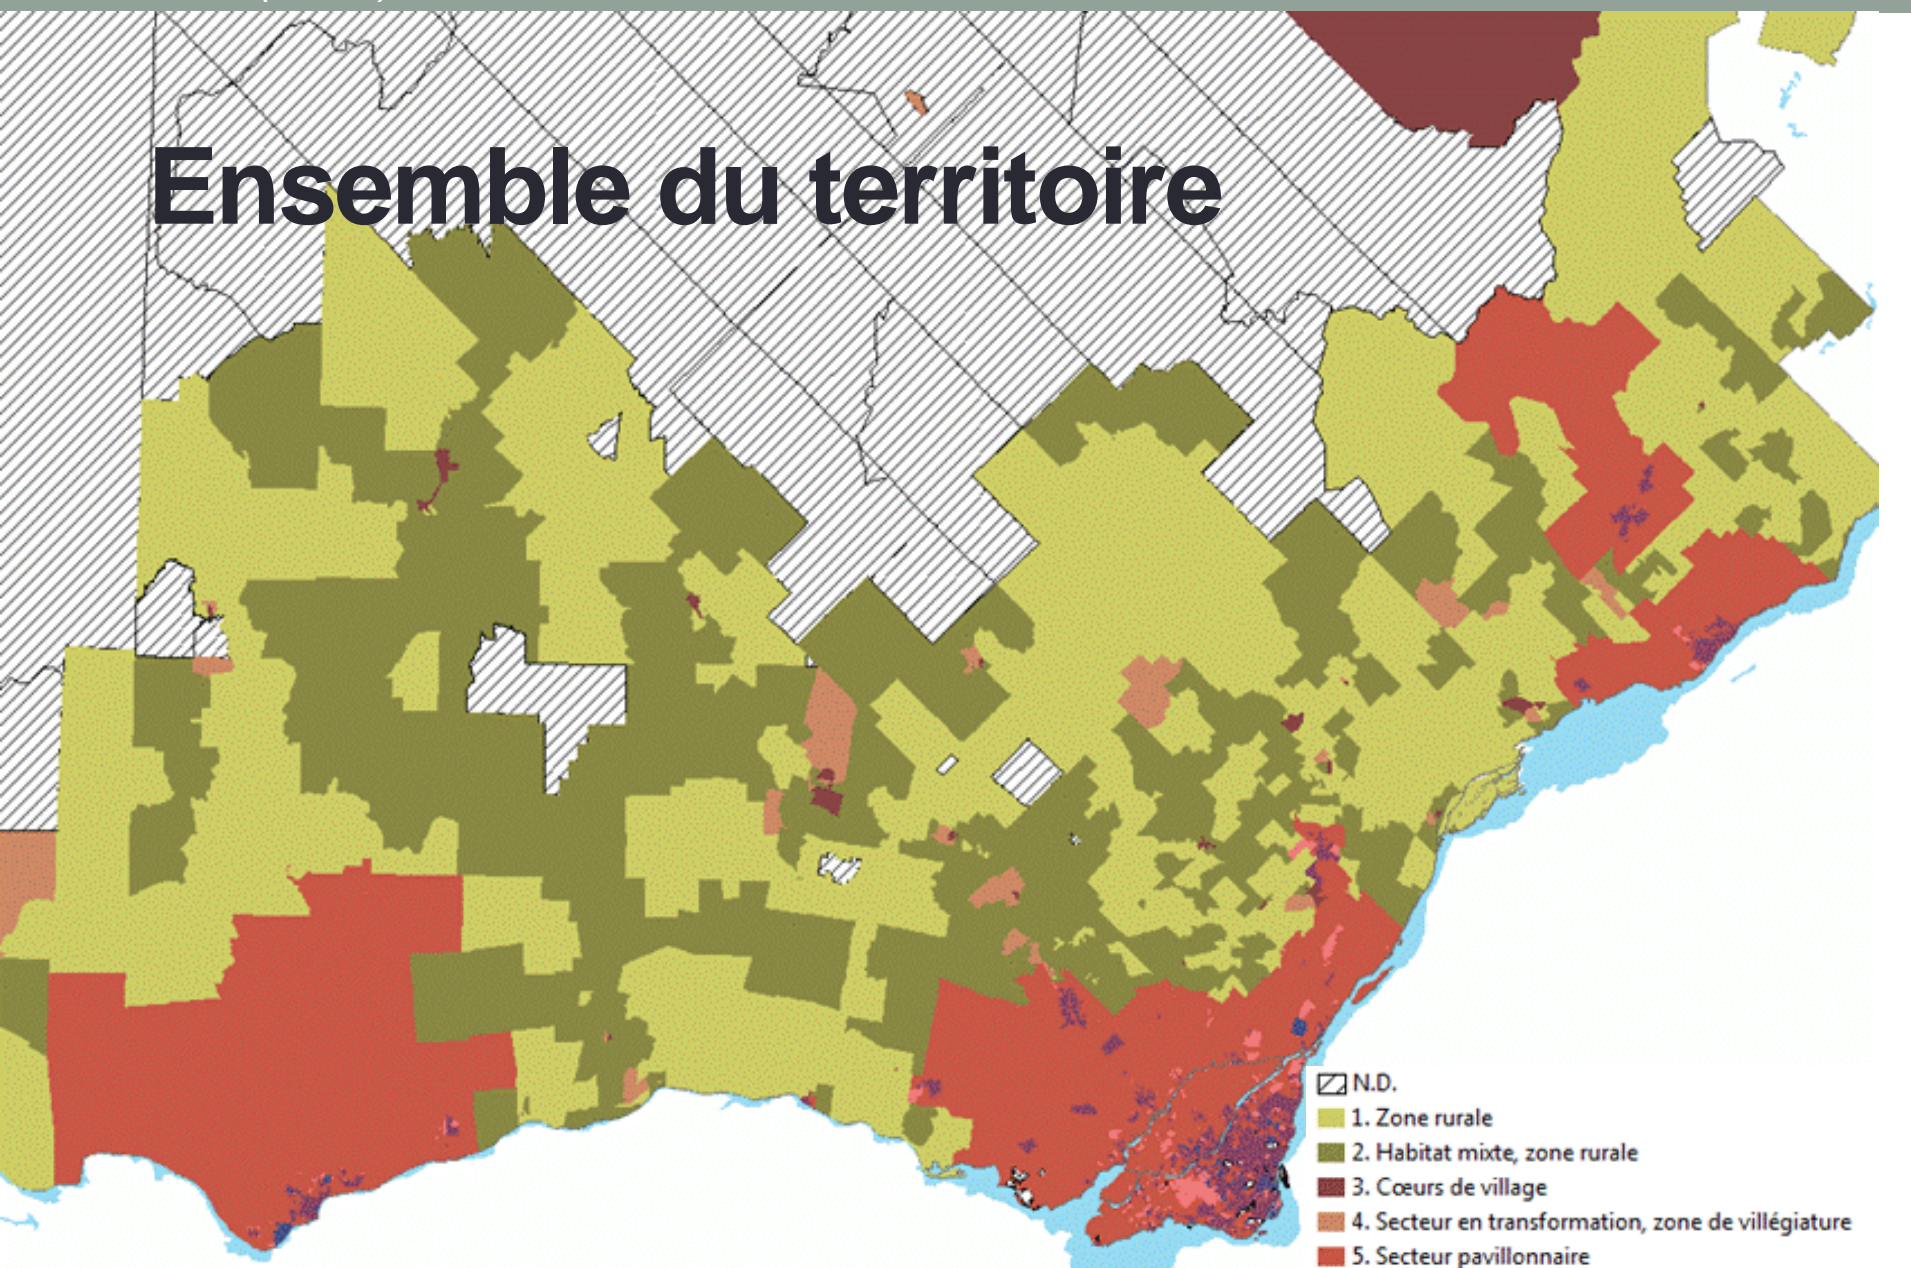 Ensemble du territoire
N.D.
1. Zone rurale
2. Habitat mixte, zone rurale
3. Cœurs de village
4. Secteur en transformation, zone de villégiature
5. Secteur pavillonnaire